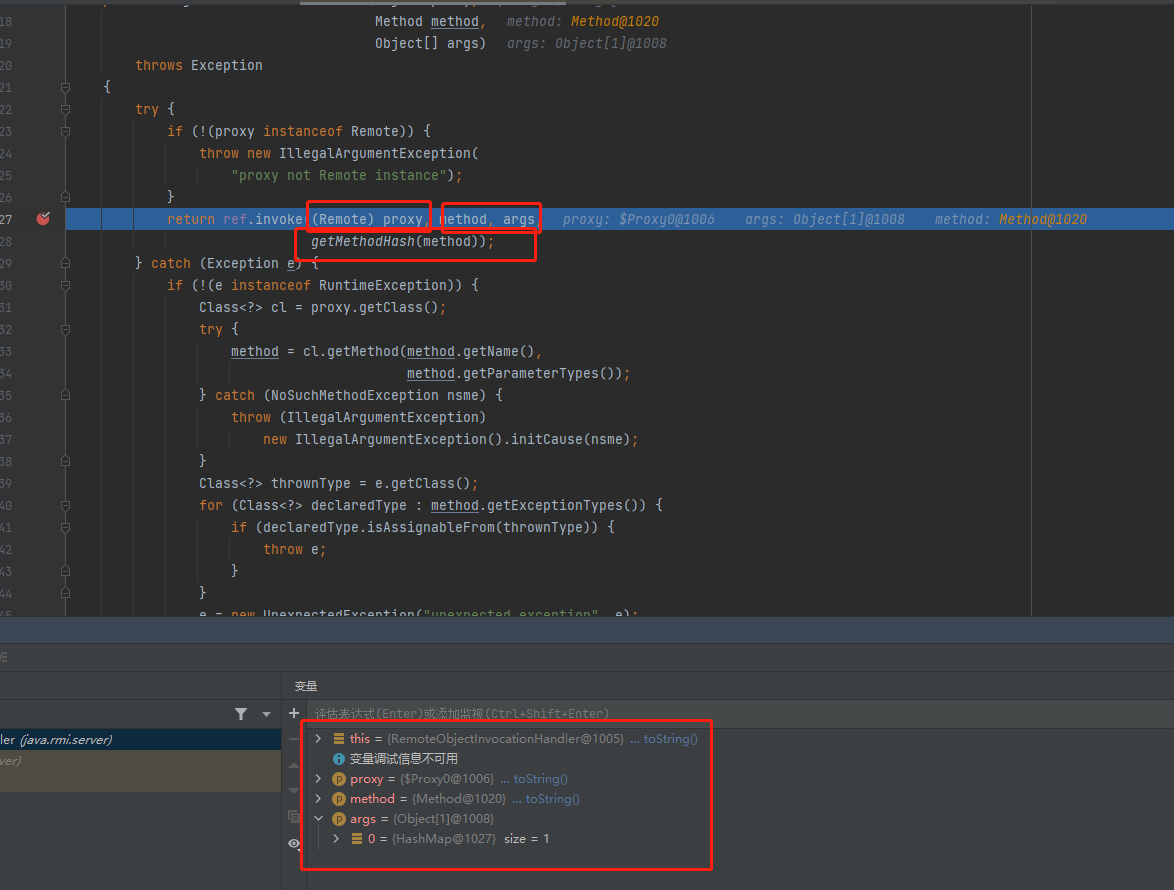 18 Method method, method: Method@1020
19 Object[] args) args: Object[1]@1008
20 throws Exception
21 {
22 try {
23 if (!(proxy instanceof Remote)) {
24 throw new IllegalArgumentException(
25 "proxy not Remote instance");
26 }
27 return ref.invoke((Remote) proxy, method, args, proxy: $Proxy0@1006 args: Object[1]@1008 method: Method@1020
28 getMethodHash(method));
29 } catch (Exception e) {
30 if (!(e instanceof RuntimeException)) {
31 Class<?> cl = proxy.getClass();
32 try {
33 method = cl.getMethod(method.getName(),
34 method.getParameterTypes());
35 } catch (NoSuchMethodException nsme) {
36 throw (IllegalArgumentException)
37 new IllegalArgumentException().initCause(nsme);
38 }
39 Class<?> thrownType = e.getClass();
40 for (Class<?> declaredType : method.getExceptionTypes()) {
41 if (declaredType.isAssignableFrom(thrownType)) {
42 throw e;
43 }
44 }
45 e = new UnexpectedException("unexpected exception", e);
变量
评估表达式(Enter)或添加监视(Ctrl+Shift+Enter)
ler (java.rmi.server)
ver)
this = {RemoteObjectInvocationHandler@1005} ... toString()
变量调试信息不可用
proxy = {$Proxy0@1006} ... toString()
method = {Method@1020} ... toString()
args = {Object[1]@1008}
0 = {HashMap@1027} size = 1